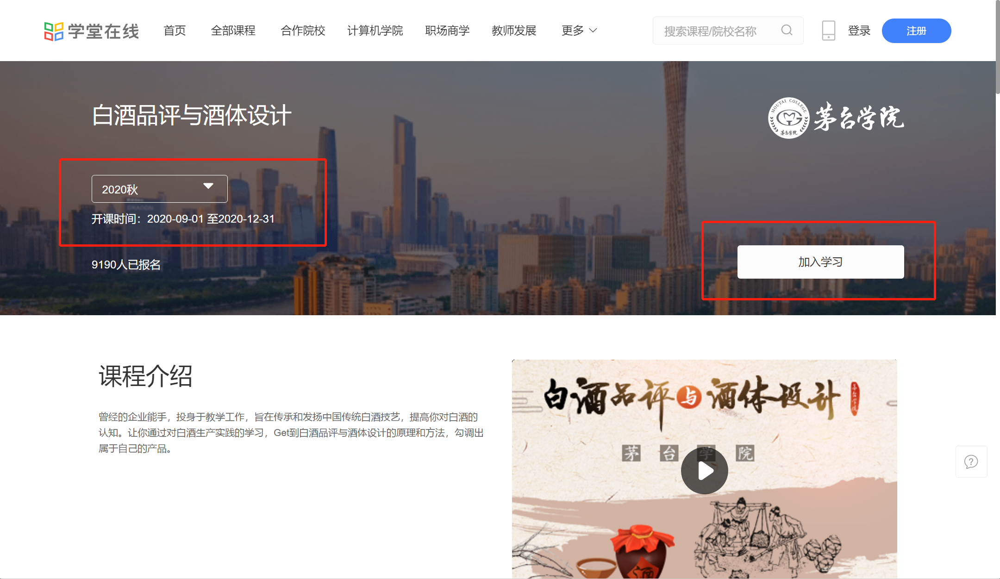 学堂在线
首页 全部课程 合作院校 计算机学院 职场商学 教师发展 更多
搜索课程/院校名称
登录
注册
白酒品评与酒体设计
MOUTAI COLLEGE
茅台学院
茅台学院
2020秋
开课时间：2020-09-01 至2020-12-31
9190人已报名
加入学习
课程介绍
曾经的企业能手，投身于教学工作，旨在传承和发扬中国传统白酒技艺，提高你对白酒的
认知。让你通过对白酒生产实践的学习，Get到白酒品评与酒体设计的原理和方法，勾调出
属于自己的产品。
白酒品评与酒体设计
茅台学院
茅台学院
酒